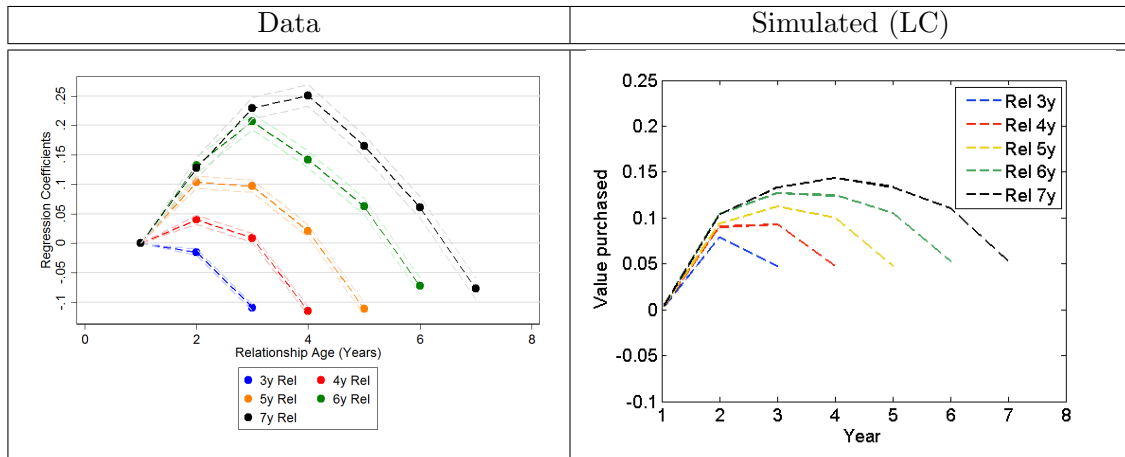 Data
Simulated (LC)
Regression Coefficients
.25
.2
.15
.1
.05
0
-.05
-.1
0 2 4 6 8
Relationship Age (Years)
3y Rel 4y Rel
5y Rel 6y Rel
7y Rel
Value purchased
0.25
0.2
0.15
0.1
0.05
0
-0.05
-0.1
1 2 3 4 5 6 7 8
Year
Rel 3y
Rel 4y
Rel 5y
Rel 6y
Rel 7y